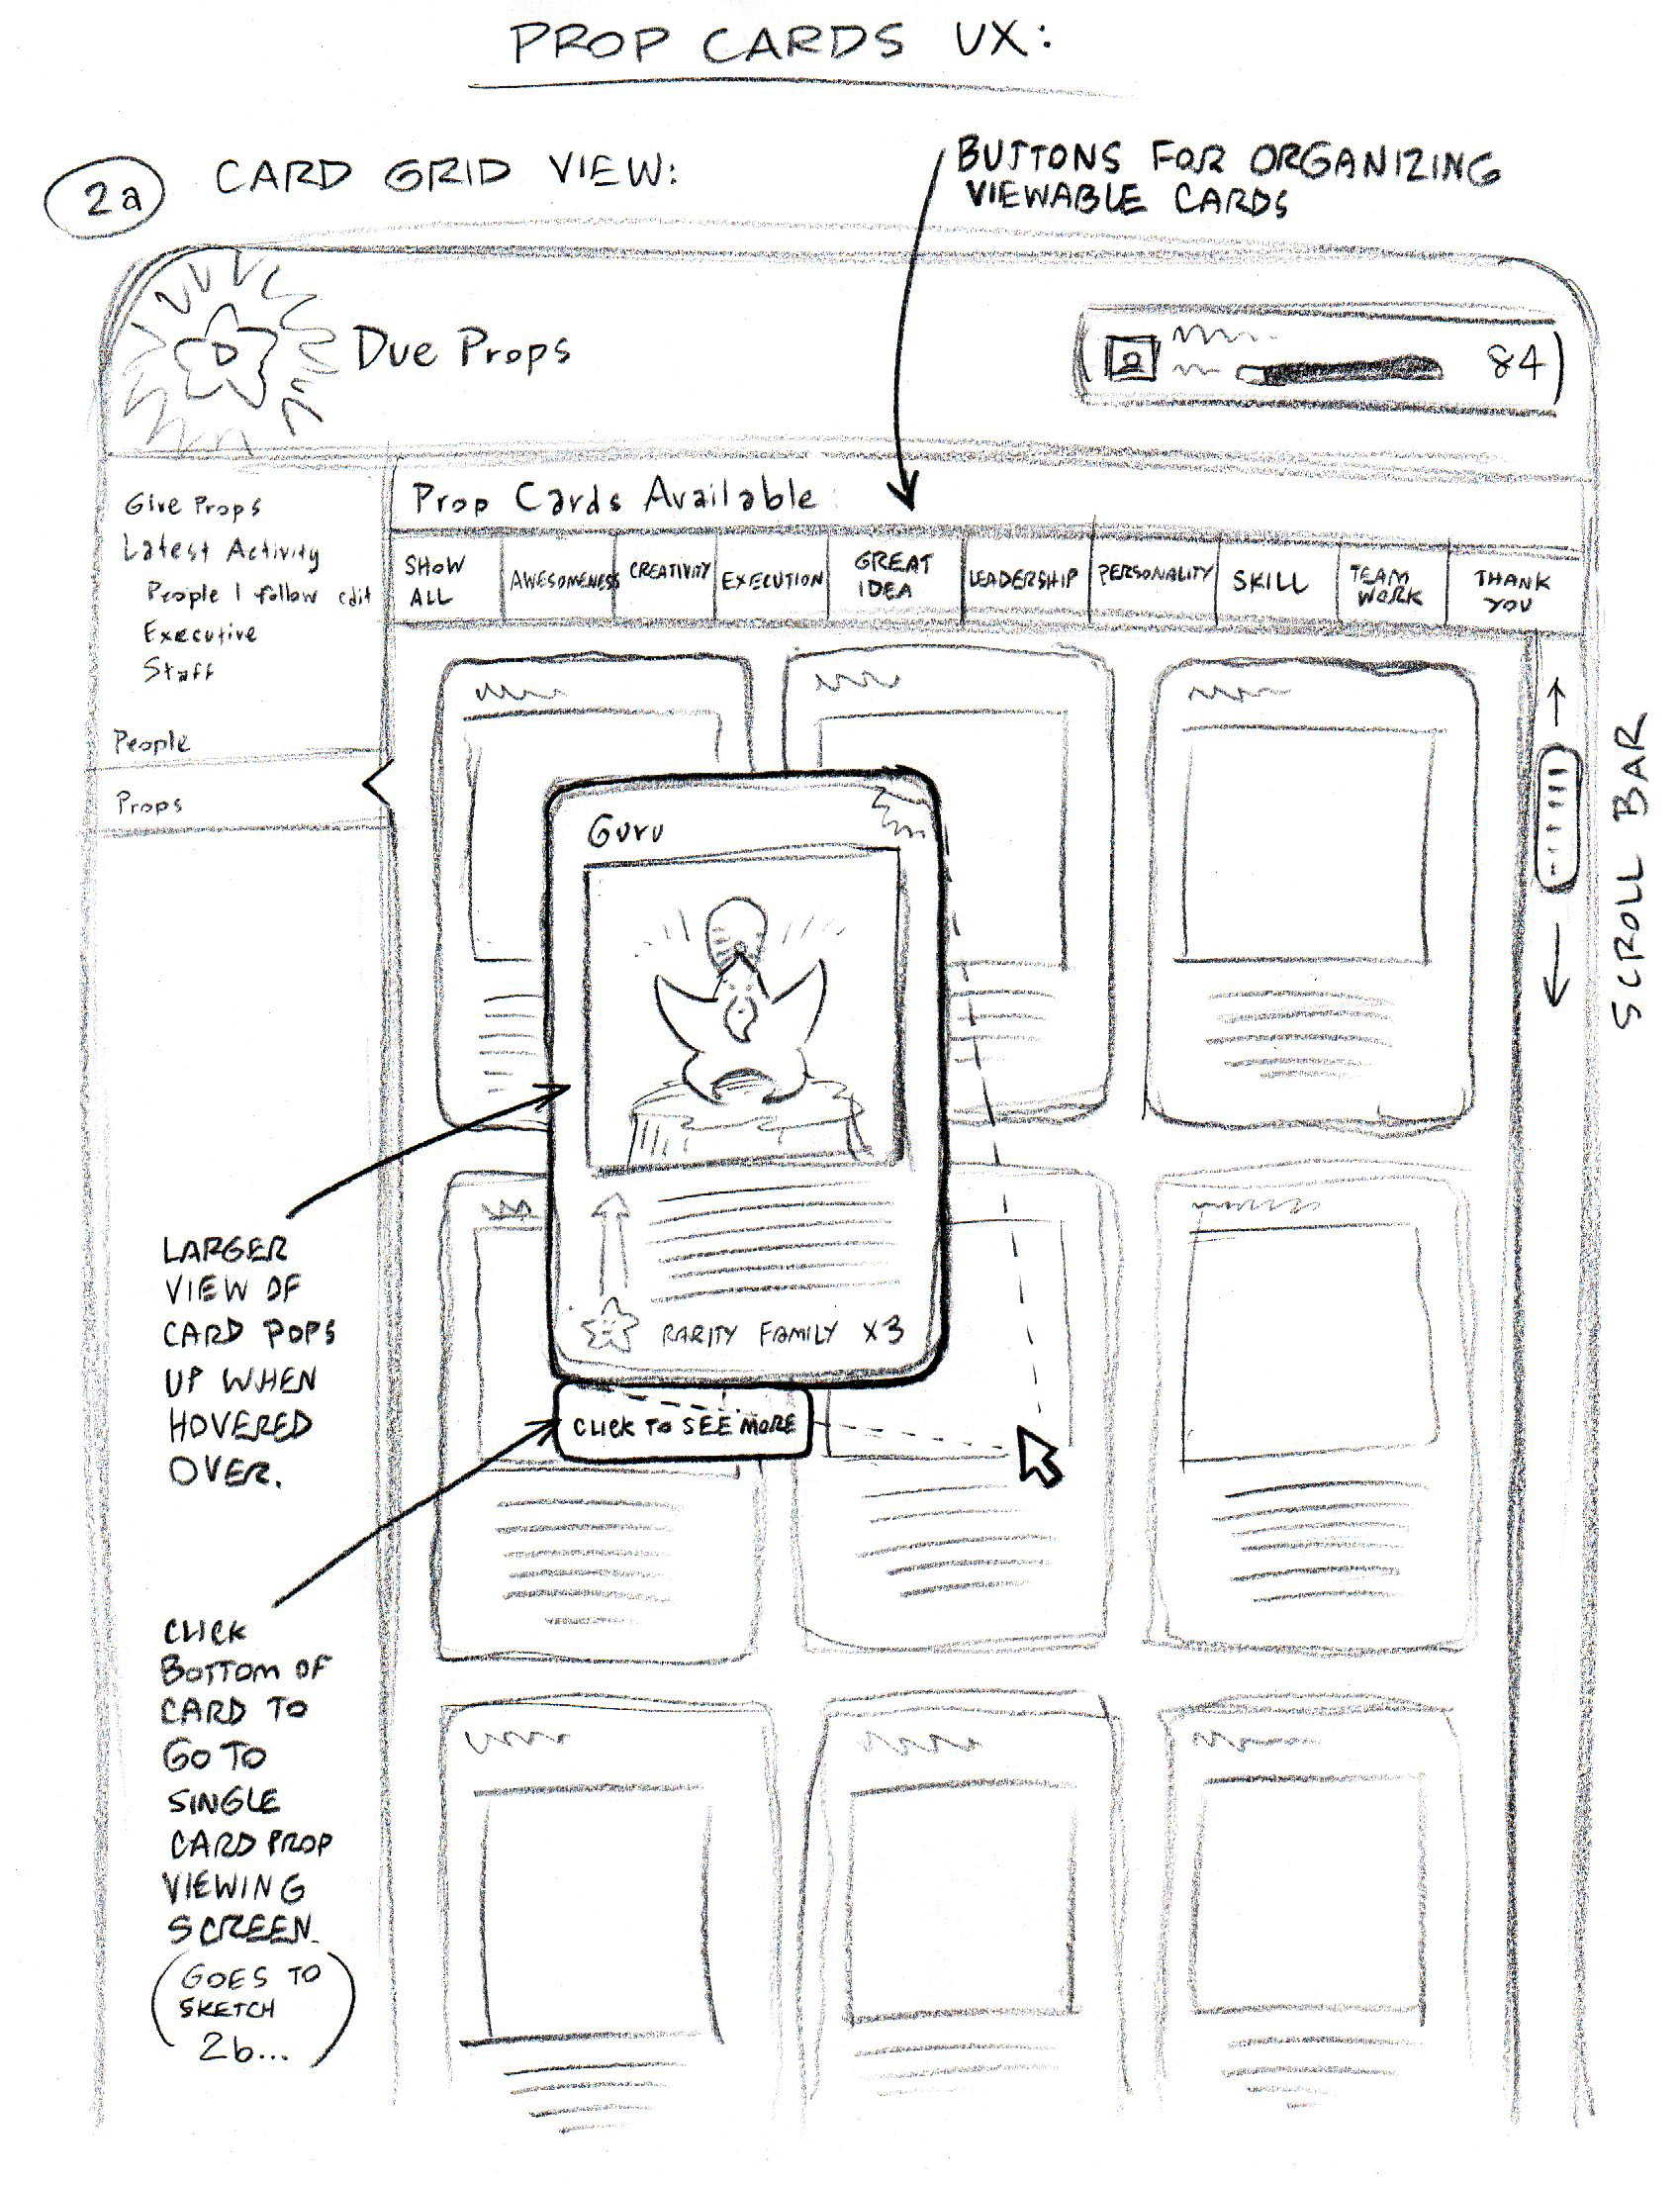 PROP CARDS UX:
2a
CARD GRID VIEW:
BUTTONS FOR ORGANIZING
VIEWABLE CARDS
D
Due Props
84
Give Props
Latest Activity
People I follow edit
Executive
Staff
People
Props
Prop Cards Available:
SHOW
ALL
AWESOMENESS
CREATIVITY
EXECUTION
GREAT
IDEA
LEADERSHIP
PERSONALITY
SKILL
TEAM
WORK
THANK
YOU
SCROLL BAR
Guru
RARITY FAMILY X3
CLICK TO SEE MORE
LARGER
VIEW OF
CARD POPS
UP WHEN
HOVERED
OVER.
CLICK
BOTTOM OF
CARD TO
GO TO
SINGLE
CARD PROP
VIEWING
SCREEN.
(GOES TO
SKETCH
2b...)